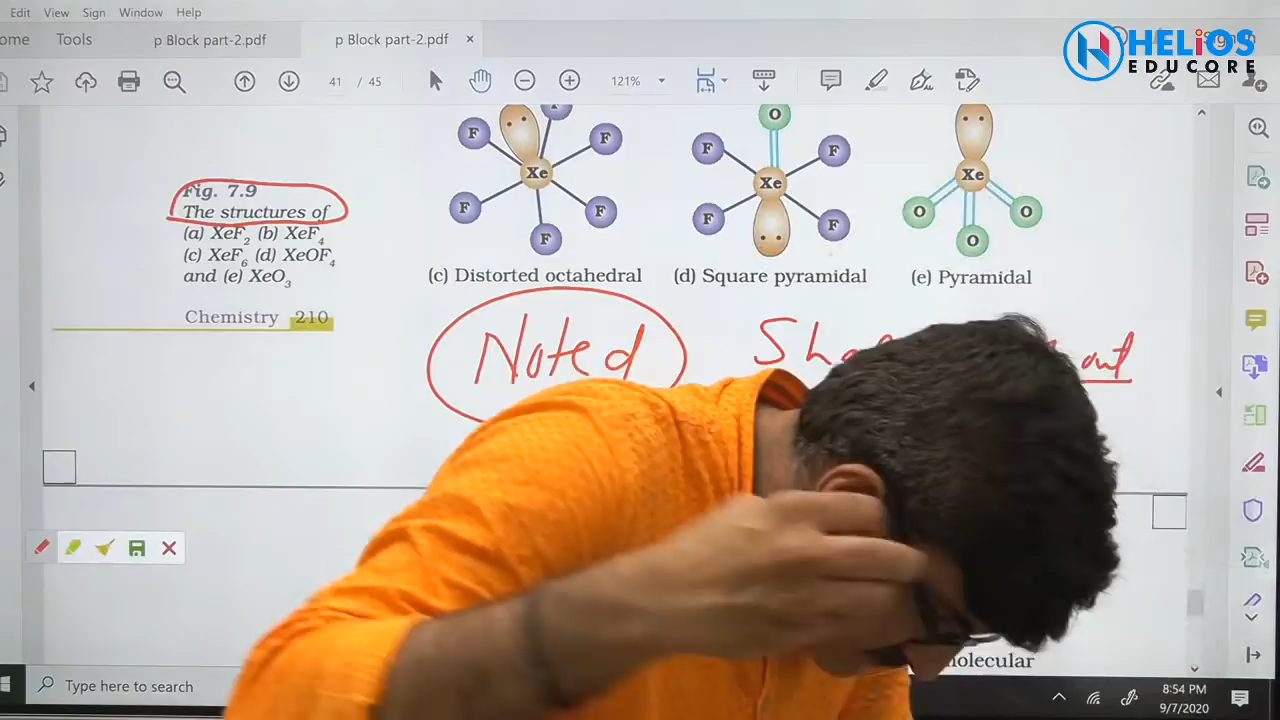 Edit View Sign Window Help
ome Tools p Block part-2.pdf p Block part-2.pdf ×
HELiOS
EDUCORE
41 / 45 121%
F F F F F F Xe
O F F F F Xe
Xe O O O
Fig. 7.9
The structures of
(a) XeF2 (b) XeF4
(c) XeF6 (d) XeOF4
and (e) XeO3
(c) Distorted octahedral (d) Square pyramidal (e) Pyramidal
Chemistry 210
Noted
out
olecular
Type here to search
8:54 PM
9/7/2020